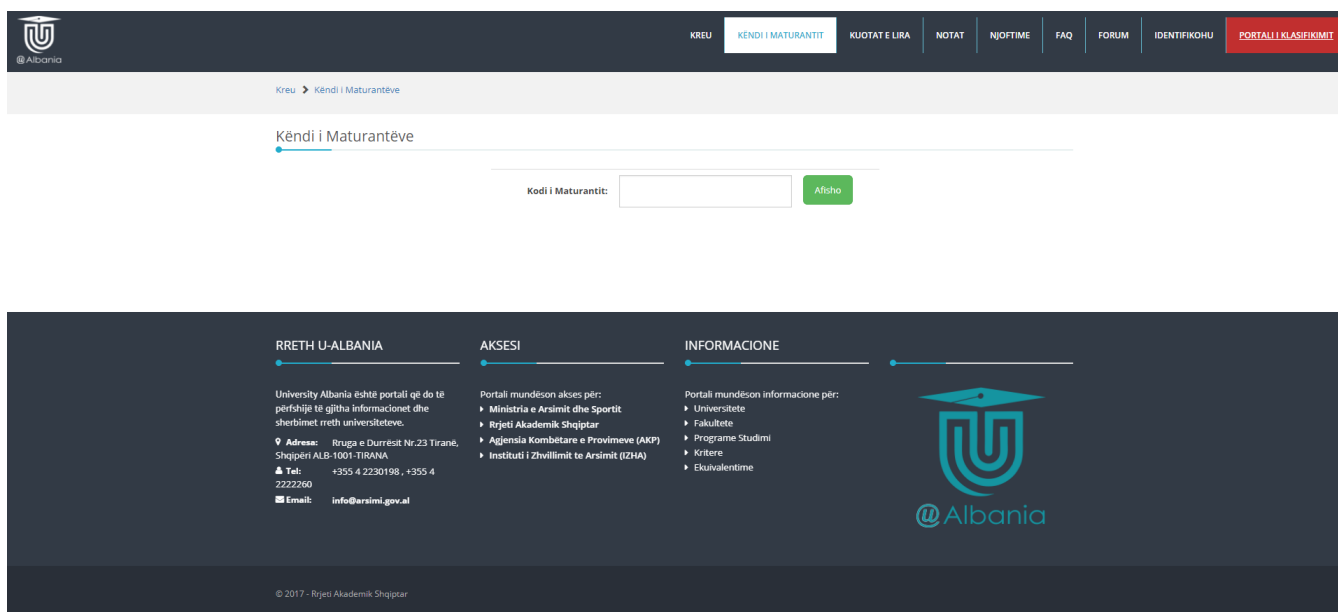 @Albania
KREU
KËNDI I MATURANTIT
KUOTAT E LIRA
NOTAT
NJOFTIME
FAQ
FORUM
IDENTIFIKOHU
PORTALI I KLASIFIKIMIT
Kreu > Këndi i Maturantëve
Këndi i Maturantëve
Kodi i Maturantit:
Afisho
RRETH U-ALBANIA
University Albania është portali që do të
përfshijë të gjitha informacionet dhe
sherbimet rreth universiteteve.
Adresa: Rruga e Durrësit Nr.23 Tiranë,
Shqipëri ALB-1001-TIRANA
Tel: +355 4 2230198 , +355 4
2222260
Email: info@arsimi.gov.al
AKSESI
Portali mundëson akses për:
Ministria e Arsimit dhe Sportit
Rrjeti Akademik Shqiptar
Agjensia Kombëtare e Provimeve (AKP)
Instituti i Zhvillimit te Arsimit (IZHA)
INFORMACIONE
Portali mundëson informacione për:
Universitete
Fakultete
Programe Studimi
Kritere
Ekuivalentime
@Albania
© 2017 - Rrjeti Akademik Shqiptar